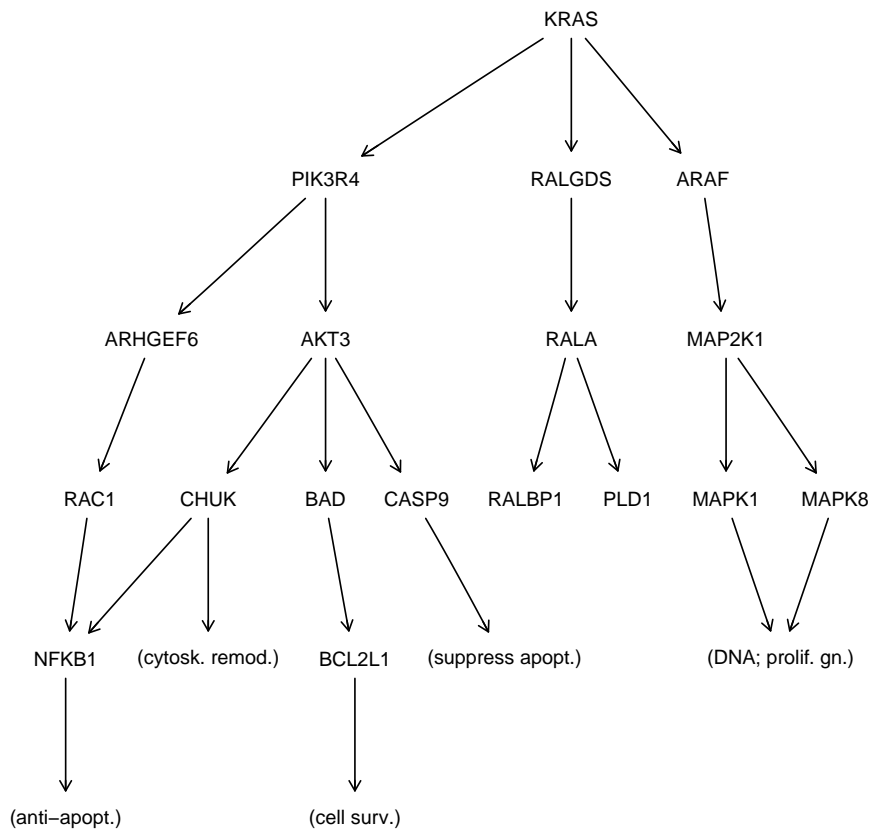 KRAS
PIK3R4 RALGDS ARAF
ARHGEF6 AKT3 RALA MAP2K1
RAC1 CHUK BAD CASP9 RALBP1 PLD1 MAPK1 MAPK8
NFKB1 (cytosk. remod.) BCL2L1 (suppress apopt.) (DNA; prolif. gn.)
(anti−apopt.) (cell surv.)